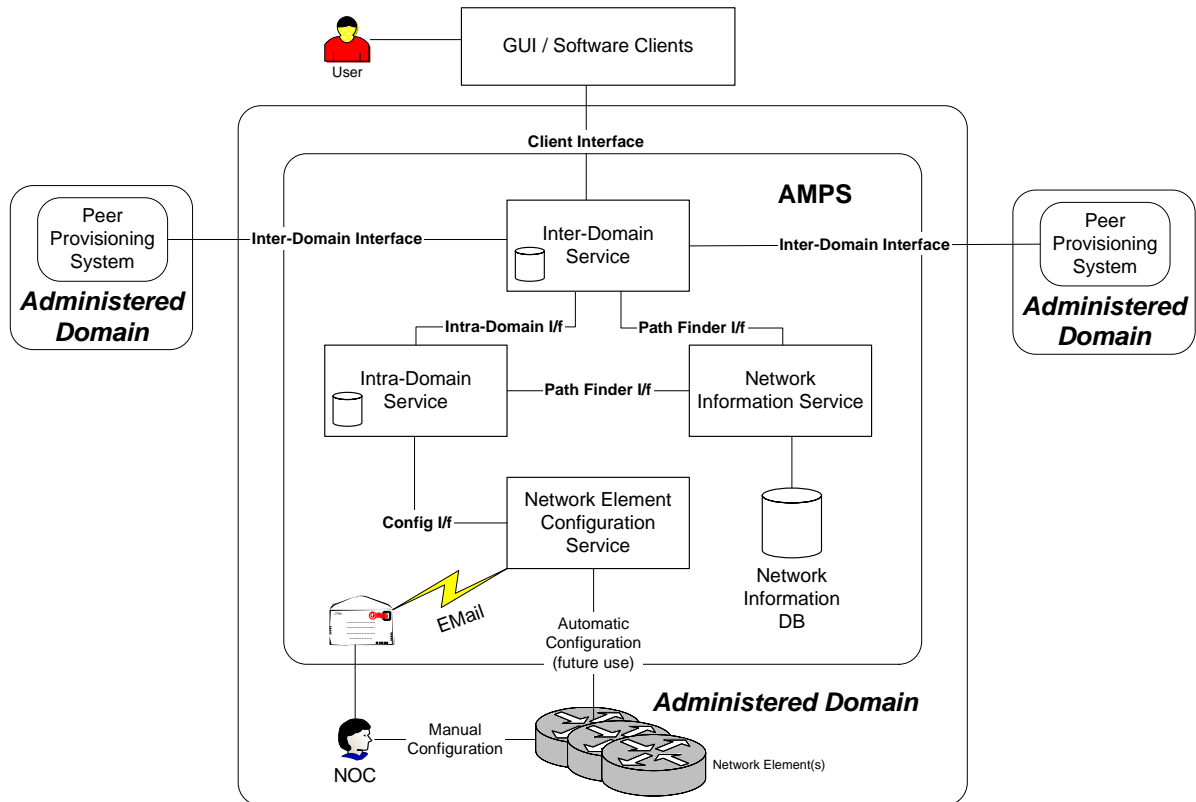 GUI / Software Clients
User
Client Interface
AMPS
Peer
Provisioning
System
Administered
Domain
Inter-Domain Interface
Inter-Domain
Service
Inter-Domain Interface
Peer
Provisioning
System
Administered
Domain
Intra-Domain I/f
Path Finder I/f
Intra-Domain
Service
Path Finder I/f
Network
Information Service
Config I/f
Network Element
Configuration
Service
Network
Information
DB
EMail
Automatic
Configuration
(future use)
Administered Domain
NOC
Manual
Configuration
Network Element(s)